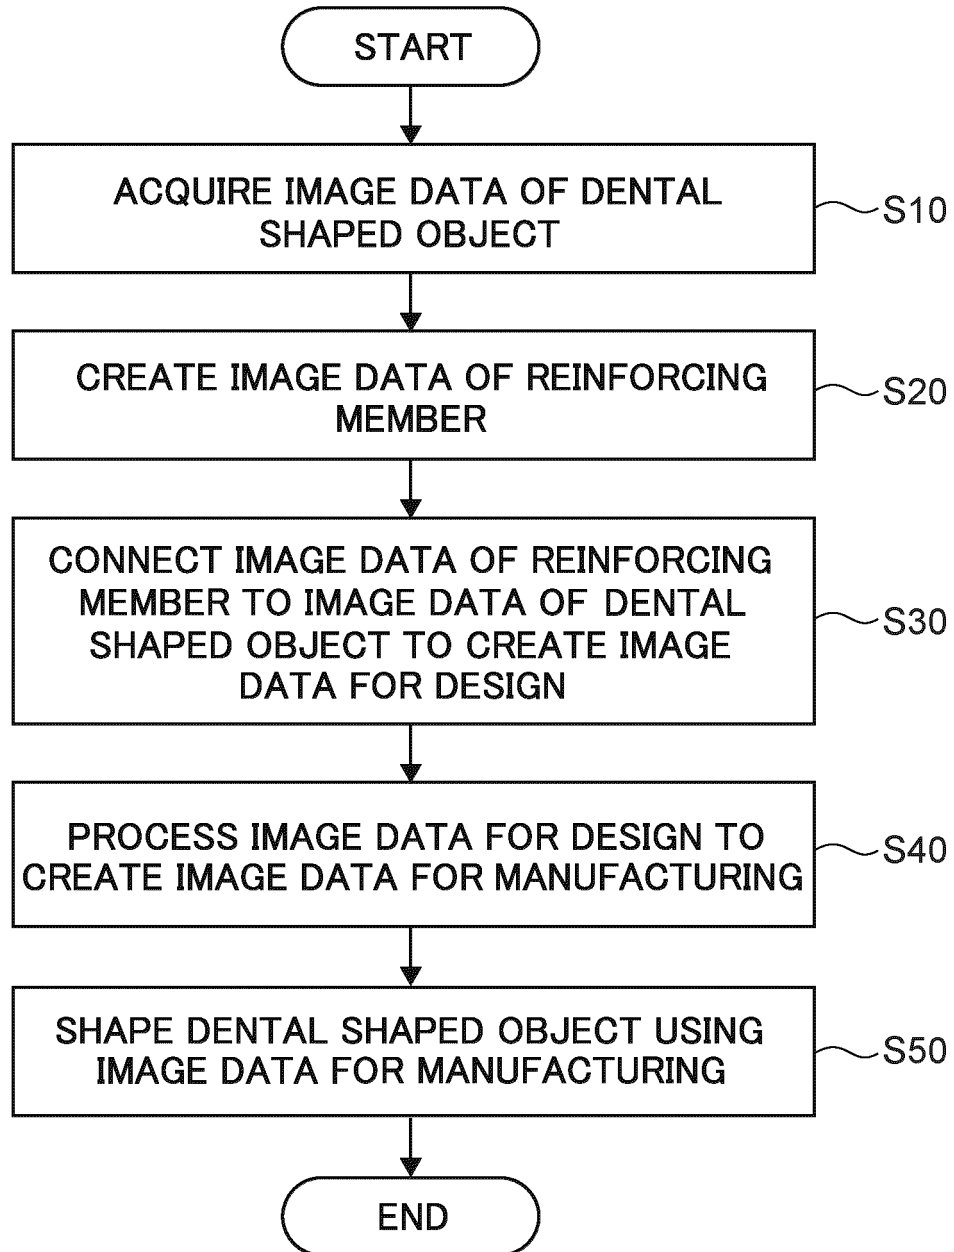 START
ACQUIRE IMAGE DATA OF DENTAL
SHAPED OBJECT
S10
CREATE IMAGE DATA OF REINFORCING
MEMBER
S20
CONNECT IMAGE DATA OF REINFORCING
MEMBER TO IMAGE DATA OF DENTAL
SHAPED OBJECT TO CREATE IMAGE
DATA FOR DESIGN
S30
PROCESS IMAGE DATA FOR DESIGN TO
CREATE IMAGE DATA FOR MANUFACTURING
S40
SHAPE DENTAL SHAPED OBJECT USING
IMAGE DATA FOR MANUFACTURING
S50
END